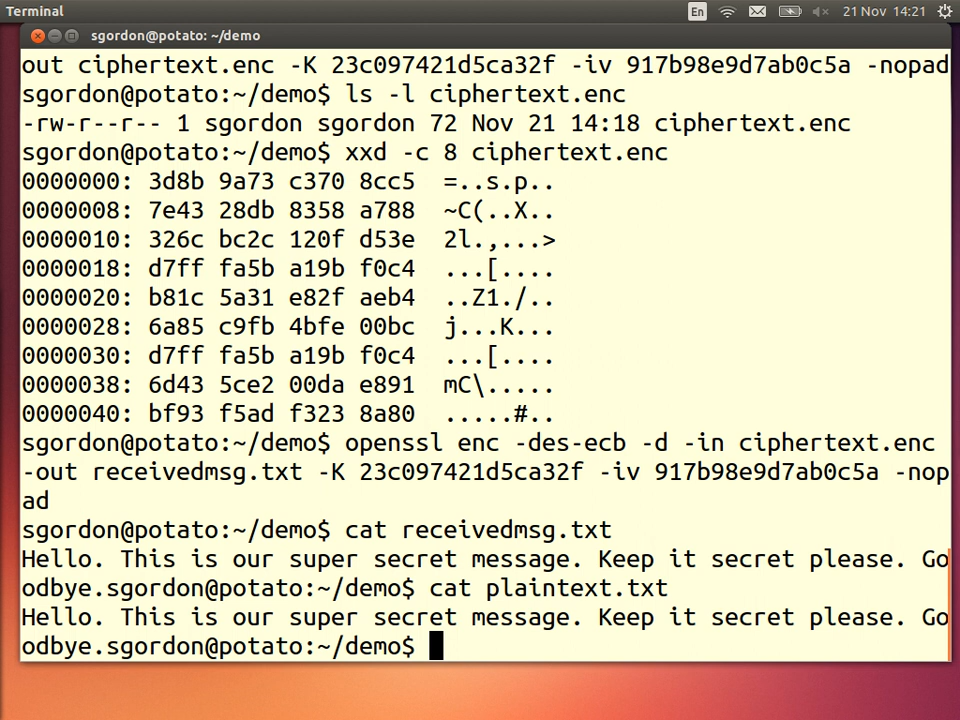 Terminal
En
21 Nov 14:21
sgordon@potato: ~/demo
out ciphertext.enc -K 23c097421d5ca32f -iv 917b98e9d7ab0c5a -nopad
sgordon@potato:~/demo$ ls -l ciphertext.enc
-rw-r--r-- 1 sgordon sgordon 72 Nov 21 14:18 ciphertext.enc
sgordon@potato:~/demo$ xxd -c 8 ciphertext.enc
0000000: 3d8b 9a73 c370 8cc5  =..s.p..
0000008: 7e43 28db 8358 a788  ~C(..X..
0000010: 326c bc2c 120f d53e  2l.,...>
0000018: d7ff fa5b a19b f0c4  ...[....
0000020: b81c 5a31 e82f aeb4  ..Z1./..
0000028: 6a85 c9fb 4bfe 00bc  j...K...
0000030: d7ff fa5b a19b f0c4  ...[....
0000038: 6d43 5ce2 00da e891  mC\.....
0000040: bf93 f5ad f323 8a80  .....#..
sgordon@potato:~/demo$ openssl enc -des-ecb -d -in ciphertext.enc
-out receivedmsg.txt -K 23c097421d5ca32f -iv 917b98e9d7ab0c5a -nop
ad
sgordon@potato:~/demo$ cat receivedmsg.txt
Hello. This is our super secret message. Keep it secret please. Go
odbye.sgordon@potato:~/demo$ cat plaintext.txt
Hello. This is our super secret message. Keep it secret please. Go
odbye.sgordon@potato:~/demo$